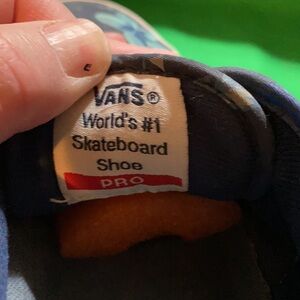 VANS®
World's #1
Skateboard
Shoe
PRO